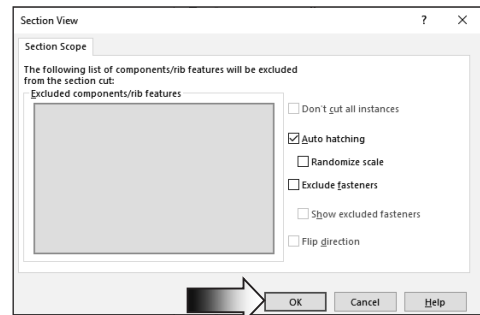 Section View ? ×
Section Scope
The following list of components/rib features will be excluded
from the section cut:
Excluded components/rib features
Don't cut all instances
Auto hatching
Randomize scale
Exclude fasteners
Show excluded fasteners
Flip direction
OK Cancel Help